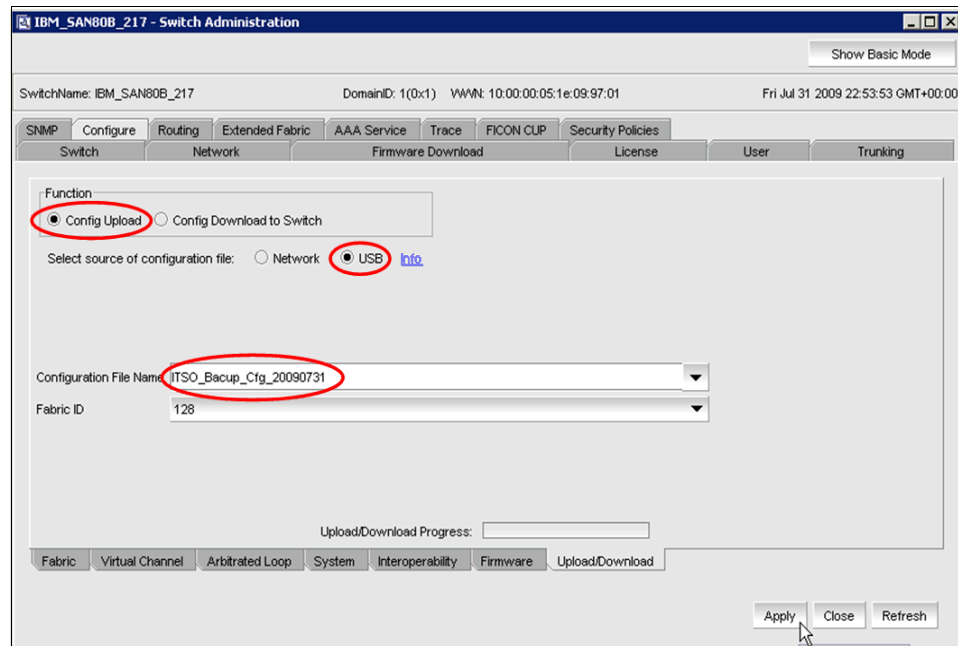 IBM_SAN80B_217 - Switch Administration
Show Basic Mode
SwitchName: IBM_SAN80B_217 DomainID: 1(0x1) WWN: 10:00:00:05:1e:09:97:01 Fri Jul 31 2009 22:53:53 GMT+00:00
SNMP Configure Routing Extended Fabric AAA Service Trace FICON CUP Security Policies
Switch Network Firmware Download License User Trunking
Function
Config Upload Config Download to Switch
Select source of configuration file: Network USB Info
Configuration File Name ITSO_Bacup_Cfg_20090731
Fabric ID 128
Upload/Download Progress:
Fabric Virtual Channel Arbitrated Loop System Interoperability Firmware Upload/Download
Apply Close Refresh